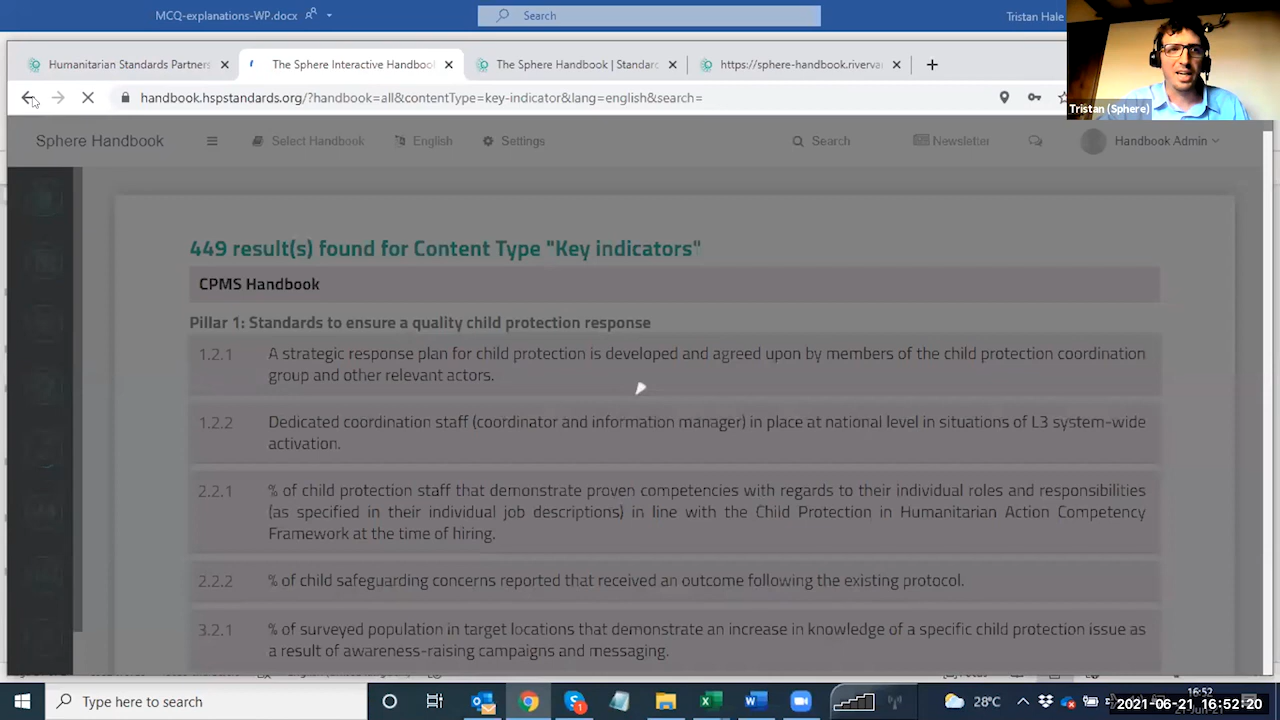 MCQ-explanations-WP.docx
Search
Tristan Hale
Humanitarian Standards Partners
The Sphere Interactive Handbook
The Sphere Handbook | Standard
https://sphere-handbook.riverva
handbook.hspstandards.org/?handbook=all&contentType=key-indicator&lang=english&search=
Tristan (Sphere)
Sphere Handbook
Select Handbook
English
Settings
Search
Newsletter
Handbook Admin
449 result(s) found for Content Type "Key indicators"
CPMS Handbook
Pillar 1: Standards to ensure a quality child protection response
1.2.1 A strategic response plan for child protection is developed and agreed upon by members of the child protection coordination
group and other relevant actors.
1.2.2 Dedicated coordination staff (coordinator and information manager) in place at national level in situations of L3 system-wide
activation.
2.2.1 % of child protection staff that demonstrate proven competencies with regards to their individual roles and responsibilities
(as specified in their individual job descriptions) in line with the Child Protection in Humanitarian Action Competency
Framework at the time of hiring.
2.2.2 % of child safeguarding concerns reported that received an outcome following the existing protocol.
3.2.1 % of surveyed population in target locations that demonstrate an increase in knowledge of a specific child protection issue as
a result of awareness-raising campaigns and messaging.
Type here to search
28°C
16:52
2021-06-21 16:52:20